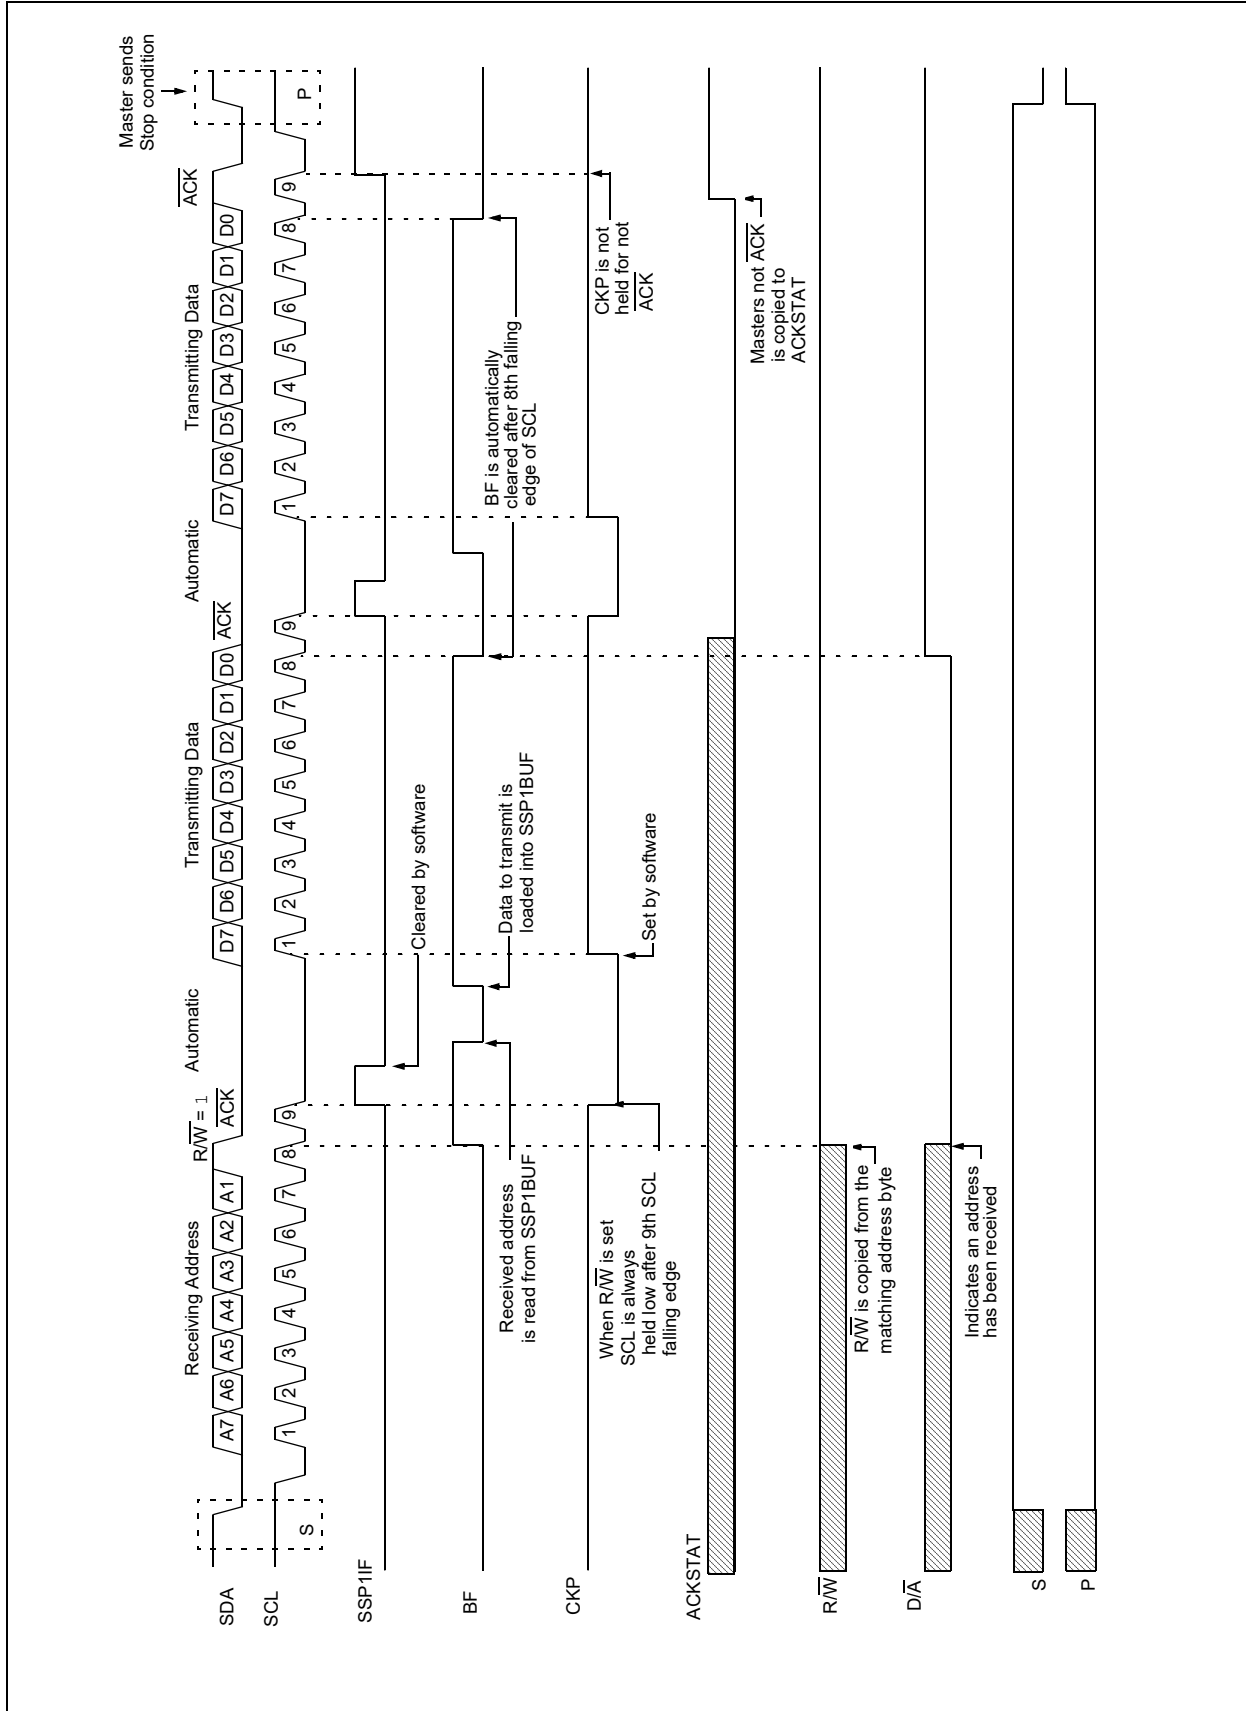 Master sends
Stop condition
Receiving Address
R/W = 1
Automatic
Transmitting Data
Automatic
Transmitting Data
ACK
ACK
ACK
SDA
A7 A6 A5 A4 A3 A2 A1
D7 D6 D5 D4 D3 D2 D1 D0
D7 D6 D5 D4 D3 D2 D1 D0
SCL
S
1 2 3 4 5 6 7 8 9
1 2 3 4 5 6 7 8 9
1 2 3 4 5 6 7 8 9
P
SSP1IF
Cleared by software
BF
Received address
is read from SSP1BUF
Data to transmit is
loaded into SSP1BUF
BF is automatically
cleared after 8th falling
edge of SCL
CKP
When R/W is set
SCL is always
held low after 9th SCL
falling edge
Set by software
CKP is not
held for not
ACK
ACKSTAT
Masters not ACK
is copied to
ACKSTAT
R/W
R/W is copied from the
matching address byte
D/A
Indicates an address
has been received
S
P